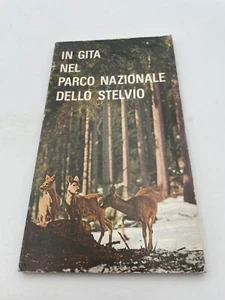 IN GITA
NEL
PARCO NAZIONALE
DELLO STELVIO